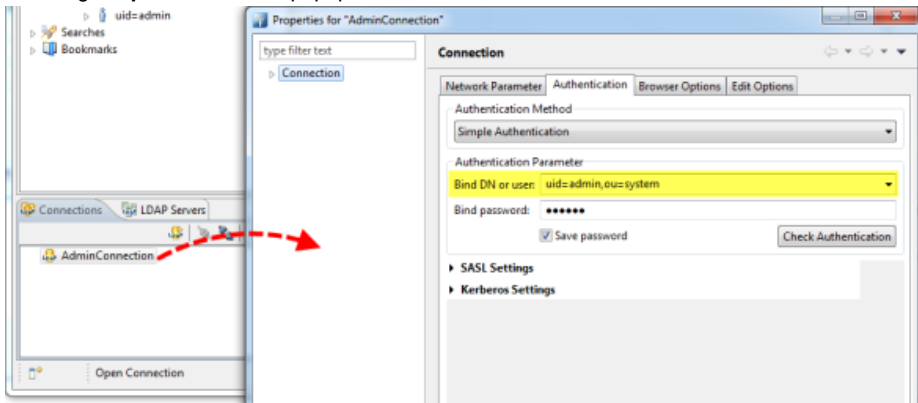 uid=admin
Searches
Bookmarks
Connections
LDAP Servers
AdminConnection
Open Connection
Properties for "AdminConnection"
type filter text
Connection
Connection
Network Parameter
Authentication
Browser Options
Edit Options
Authentication Method
Simple Authentication
Authentication Parameter
Bind DN or user: uid=admin,ou=system
Bind password: ●●●●●●
Save password
Check Authentication
SASL Settings
Kerberos Settings